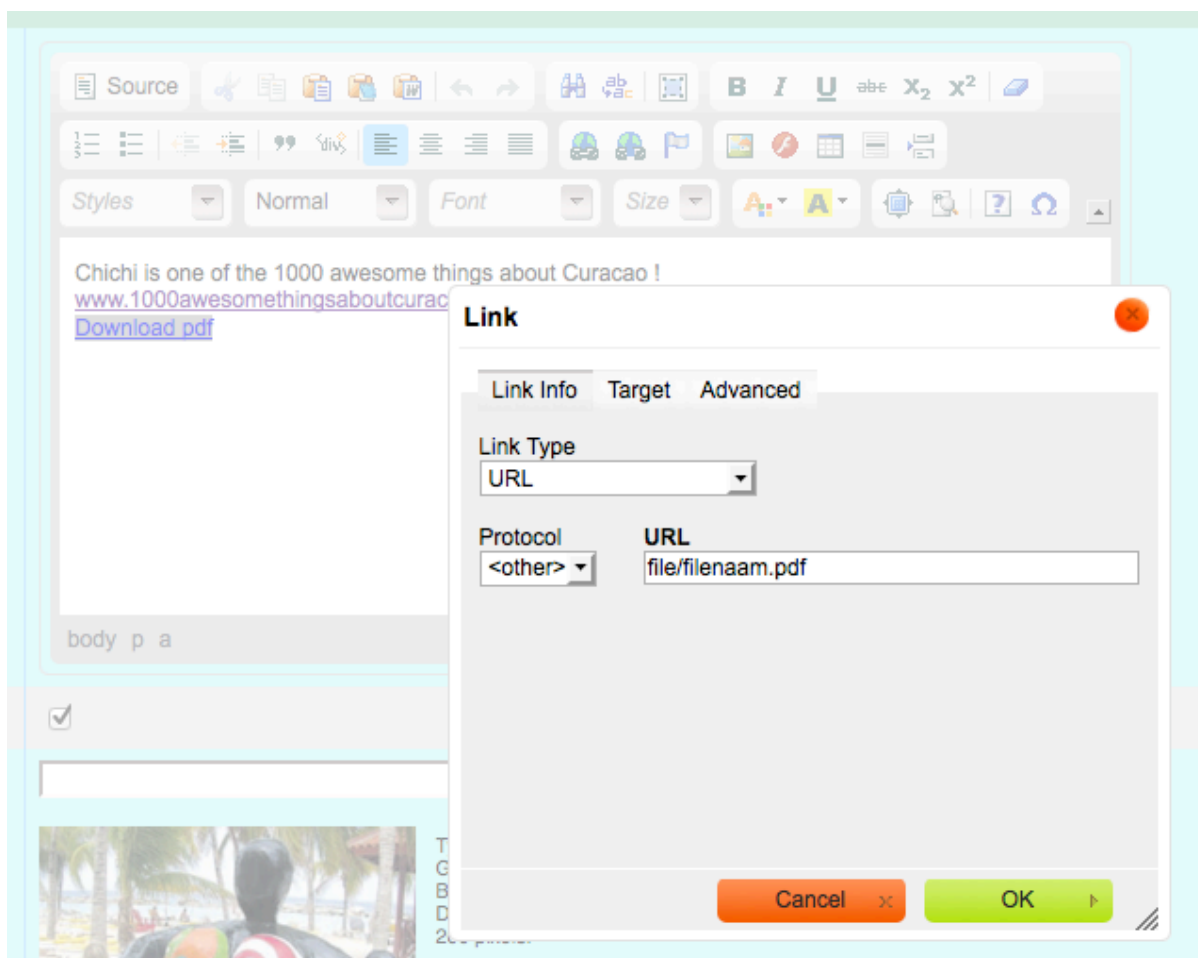 Source
B I U abc X₂ X²
Styles Normal Font Size
Chichi is one of the 1000 awesome things about Curacao !
www.1000awesomethingsaboutcurac
Download pdf
body p a
Link
Link Info Target Advanced
Link Type
URL
Protocol URL
<other> file/filenaam.pdf
Cancel OK